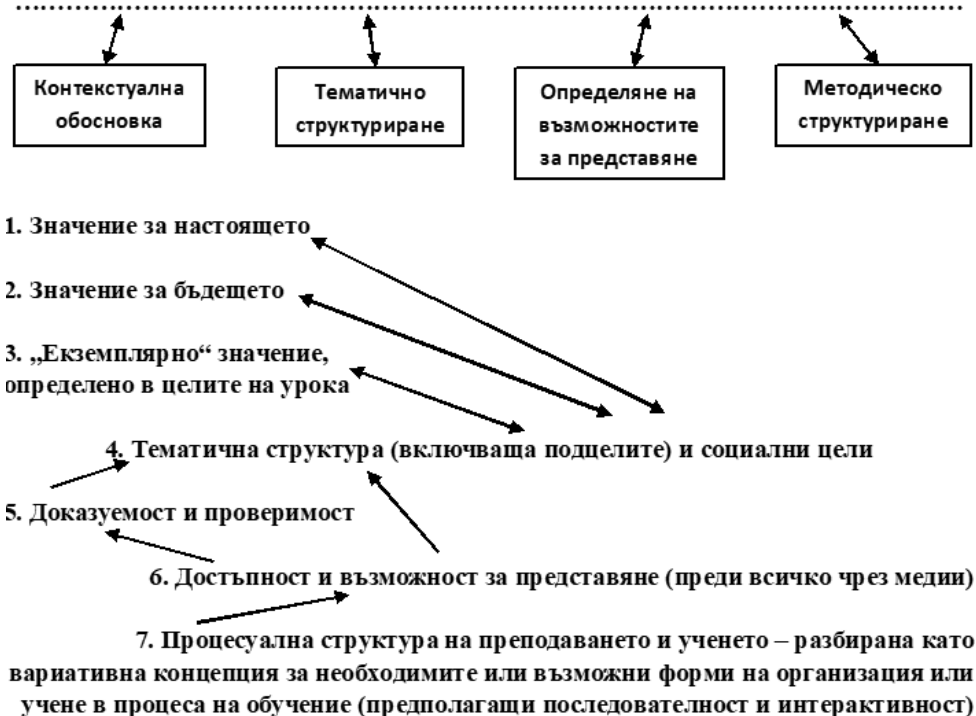 Контекстуална
обосновка
Тематично
структуриране
Определяне на
възможностите
за представяне
Методическо
структуриране
1. Значение за настоящето
2. Значение за бъдещето
3. „Екземплярно“ значение,
определено в целите на урока
4. Тематична структура (включваща подцелите) и социални цели
5. Доказуемост и проверимост
6. Достъпност и възможност за представяне (преди всичко чрез медии)
7. Процесуална структура на преподаването и ученето – разбирана като
вариативна концепция за необходимите или възможни форми на организация или
учене в процеса на обучение (предполагащи последователност и интерактивност)